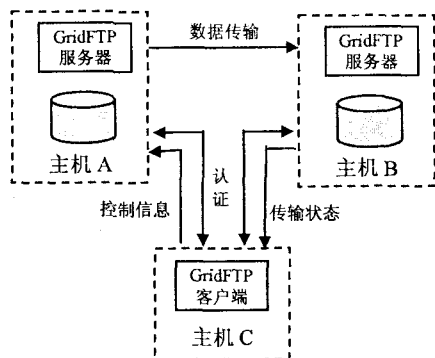 GridFTP
服务器
主机 A
数据传输
GridFTP
服务器
主机 B
控制信息
认证
传输状态
GridFTP
客户端
主机 C